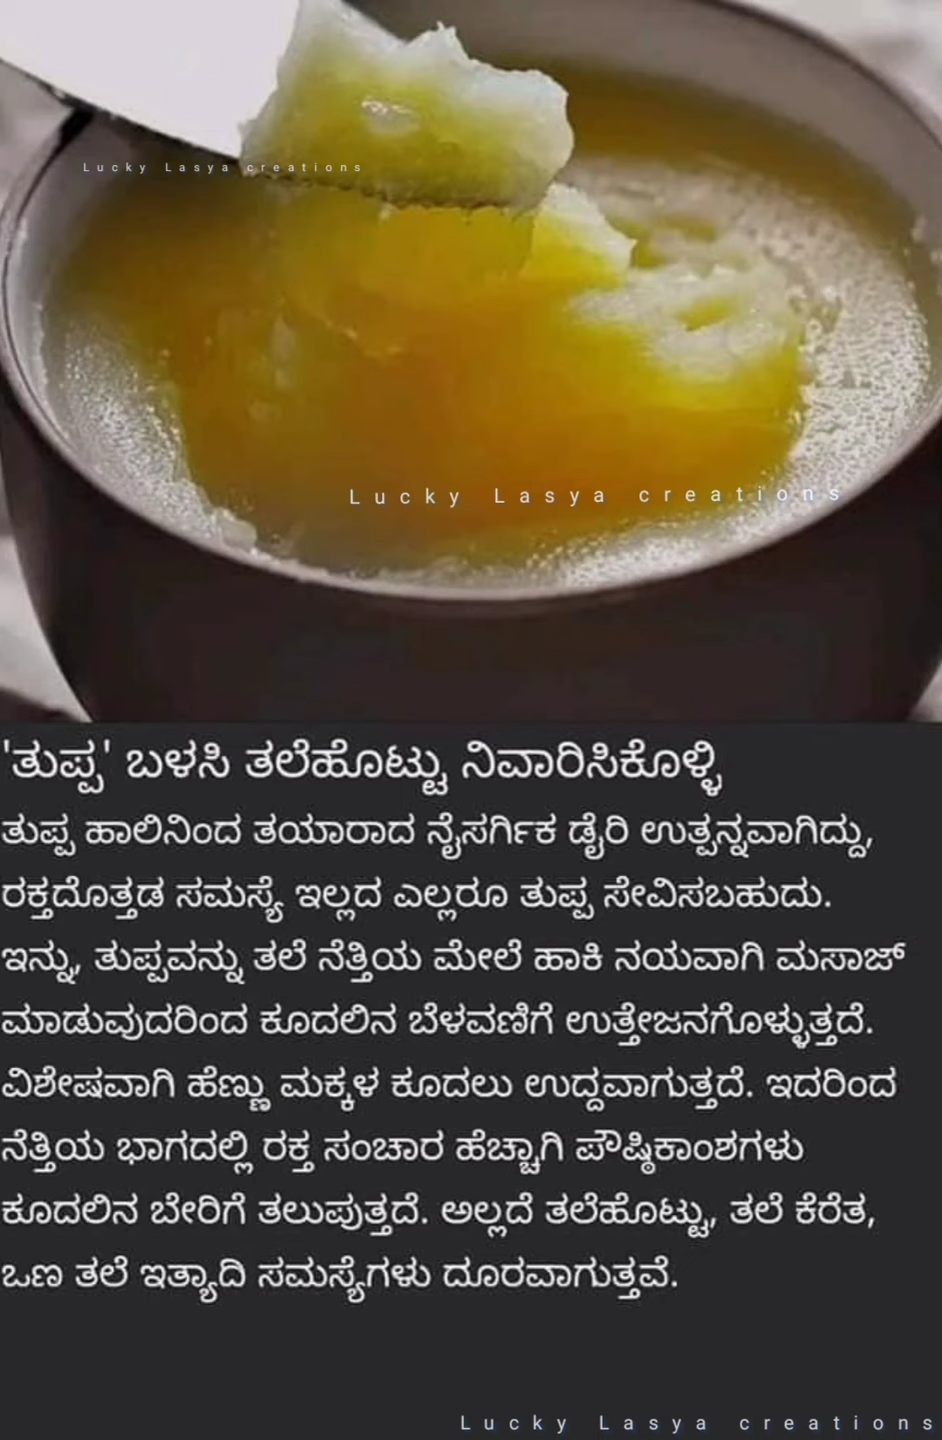 Lucky Lasya creations
Lucky Lasya creations
'ತುಪ್ಪ' ಬಳಸಿ ತಲೆಹೊಟ್ಟು ನಿವಾರಿಸಿಕೊಳ್ಳಿ
ತುಪ್ಪ ಹಾಲಿನಿಂದ ತಯಾರಾದ ನೈಸರ್ಗಿಕ ಡೈರಿ ಉತ್ಪನ್ನವಾಗಿದ್ದು,
ರಕ್ತದೊತ್ತಡ ಸಮಸ್ಯೆ ಇಲ್ಲದ ಎಲ್ಲರೂ ತುಪ್ಪ ಸೇವಿಸಬಹುದು.
ಇನ್ನು, ತುಪ್ಪವನ್ನು ತಲೆ ನೆತ್ತಿಯ ಮೇಲೆ ಹಾಕಿ ನಯವಾಗಿ ಮಸಾಜ್
ಮಾಡುವುದರಿಂದ ಕೂದಲಿನ ಬೆಳವಣಿಗೆ ಉತ್ತೇಜನಗೊಳ್ಳುತ್ತದೆ.
ವಿಶೇಷವಾಗಿ ಹೆಣ್ಣು ಮಕ್ಕಳ ಕೂದಲು ಉದ್ದವಾಗುತ್ತದೆ. ಇದರಿಂದ
ನೆತ್ತಿಯ ಭಾಗದಲ್ಲಿ ರಕ್ತ ಸಂಚಾರ ಹೆಚ್ಚಾಗಿ ಪೌಷ್ಠಿಕಾಂಶಗಳು
ಕೂದಲಿನ ಬೇರಿಗೆ ತಲುಪುತ್ತದೆ. ಅಲ್ಲದೆ ತಲೆಹೊಟ್ಟು, ತಲೆ ಕೆರೆತ,
ಒಣ ತಲೆ ಇತ್ಯಾದಿ ಸಮಸ್ಯೆಗಳು ದೂರವಾಗುತ್ತವೆ.
Lucky Lasya creations